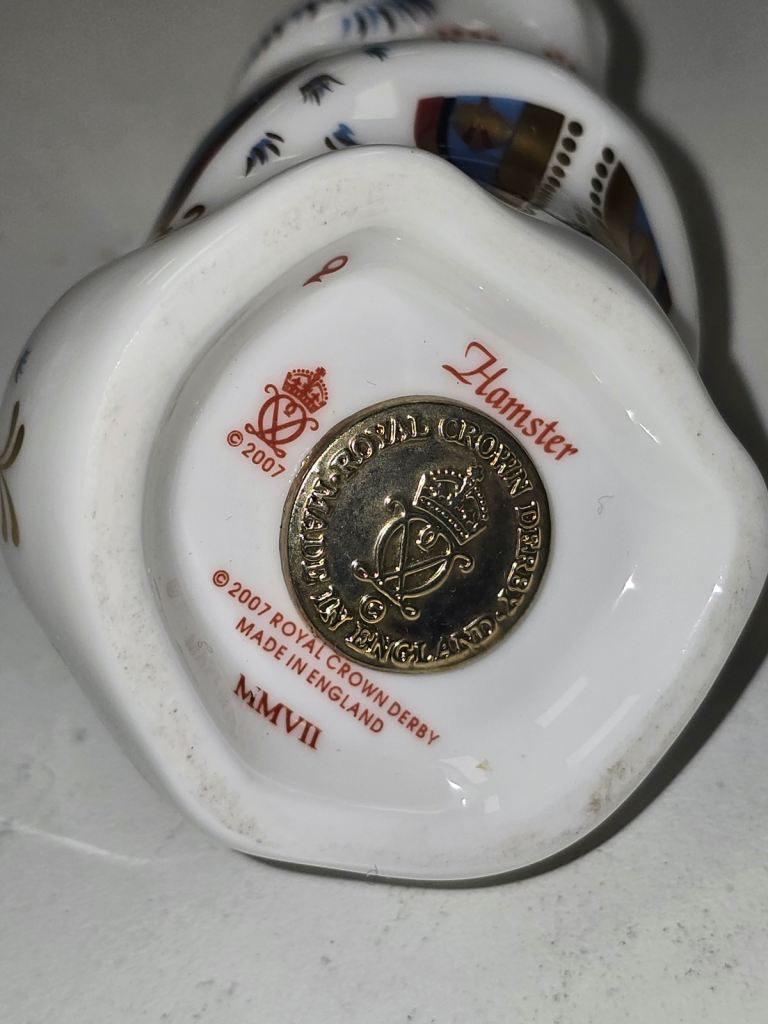 Hamster
© 2007
ROYAL CROWN DERBY
MADE IN ENGLAND
©
© 2007 ROYAL CROWN DERBY
MADE IN ENGLAND
MMVII